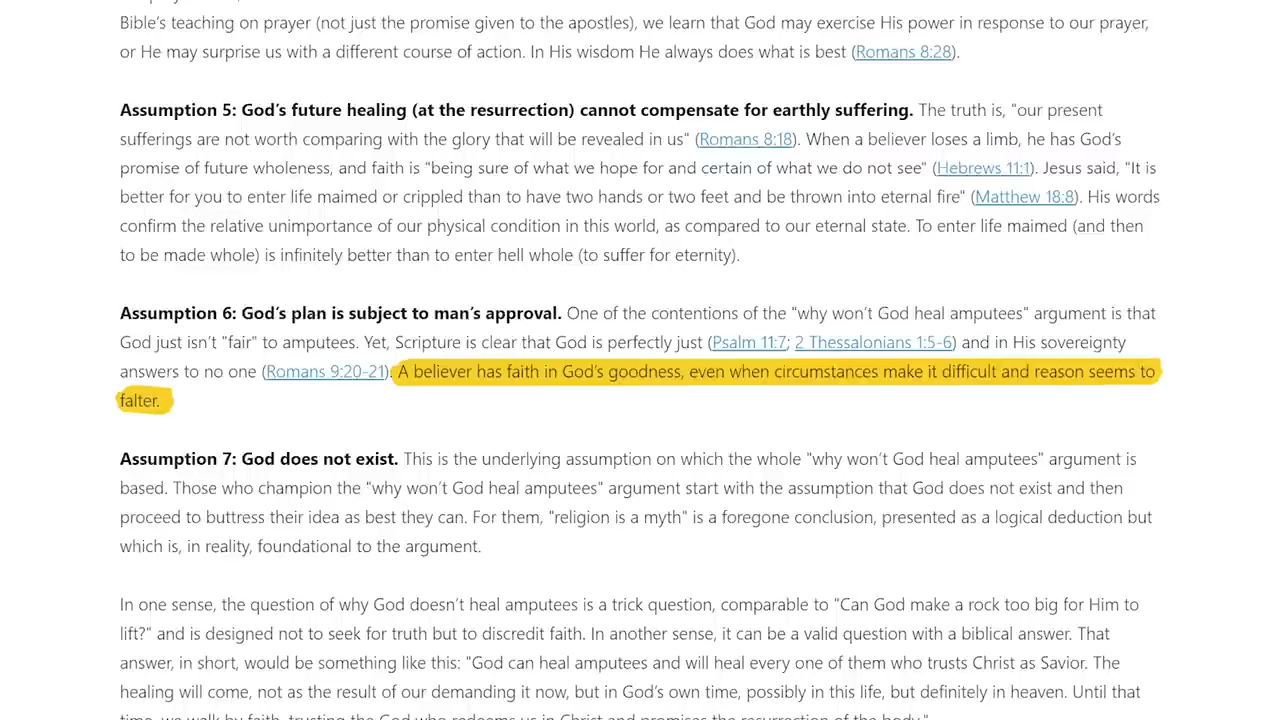 Bible's teaching on prayer (not just the promise given to the apostles), we learn that God may exercise His power in response to our prayer,
or He may surprise us with a different course of action. In His wisdom He always does what is best (Romans 8:28).
Assumption 5: God's future healing (at the resurrection) cannot compensate for earthly suffering. The truth is, "our present
sufferings are not worth comparing with the glory that will be revealed in us" (Romans 8:18). When a believer loses a limb, he has God's
promise of future wholeness, and faith is "being sure of what we hope for and certain of what we do not see" (Hebrews 11:1). Jesus said, "It is
better for you to enter life maimed or crippled than to have two hands or two feet and be thrown into eternal fire" (Matthew 18:8). His words
confirm the relative unimportance of our physical condition in this world, as compared to our eternal state. To enter life maimed (and then
to be made whole) is infinitely better than to enter hell whole (to suffer for eternity).
Assumption 6: God's plan is subject to man's approval. One of the contentions of the "why won't God heal amputees" argument is that
God just isn't "fair" to amputees. Yet, Scripture is clear that God is perfectly just (Psalm 11:7; 2 Thessalonians 1:5-6) and in His sovereignty
answers to no one (Romans 9:20-21). A believer has faith in God's goodness, even when circumstances make it difficult and reason seems to
falter.
Assumption 7: God does not exist. This is the underlying assumption on which the whole "why won't God heal amputees" argument is
based. Those who champion the "why won't God heal amputees" argument start with the assumption that God does not exist and then
proceed to buttress their idea as best they can. For them, "religion is a myth" is a foregone conclusion, presented as a logical deduction but
which is, in reality, foundational to the argument.
In one sense, the question of why God doesn't heal amputees is a trick question, comparable to "Can God make a rock too big for Him to
lift?" and is designed not to seek for truth but to discredit faith. In another sense, it can be a valid question with a biblical answer. That
answer, in short, would be something like this: "God can heal amputees and will heal every one of them who trusts Christ as Savior. The
healing will come, not as the result of our demanding it now, but in God's own time, possibly in this life, but definitely in heaven. Until that
time, we walk by faith, trusting the God who redeems us in Christ and promises the resurrection of the body."